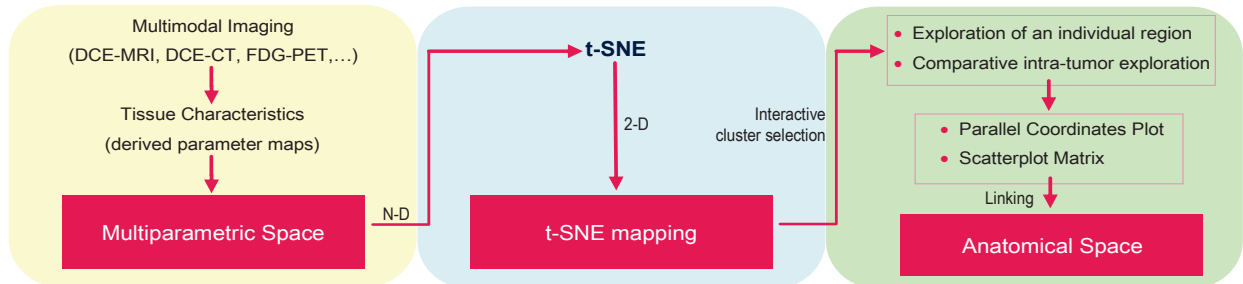 Multimodal Imaging
(DCE-MRI, DCE-CT, FDG-PET,...)
Tissue Characteristics
(derived parameter maps)
Multiparametric Space
N-D
t-SNE
2-D
t-SNE mapping
Interactive
cluster selection
• Exploration of an individual region
• Comparative intra-tumor exploration
• Parallel Coordinates Plot
• Scatterplot Matrix
Linking
Anatomical Space